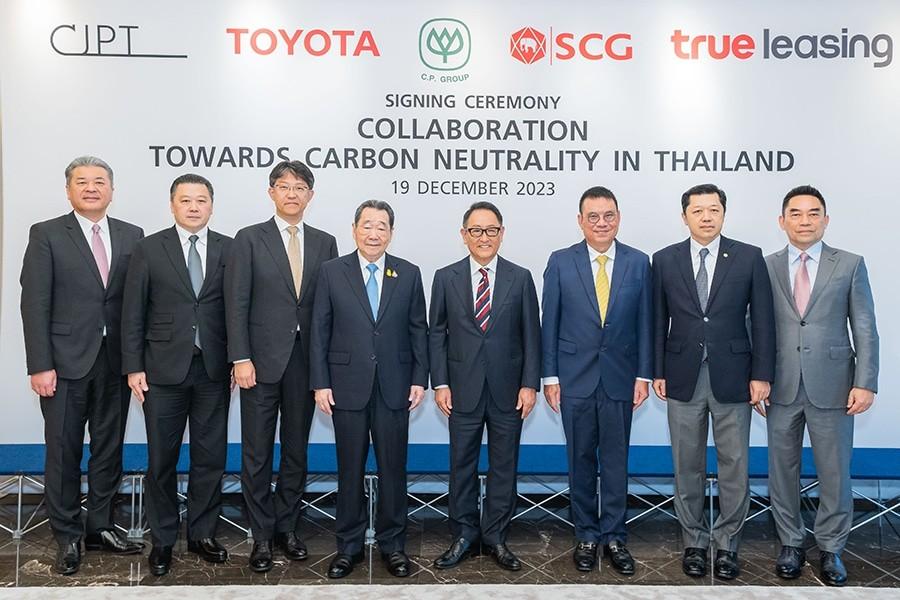 CJPT
TOYOTA
C.P. GROUP
SCG
true leasing
SIGNING CEREMONY
COLLABORATION
TOWARDS CARBON NEUTRALITY IN THAILAND
19 DECEMBER 2023